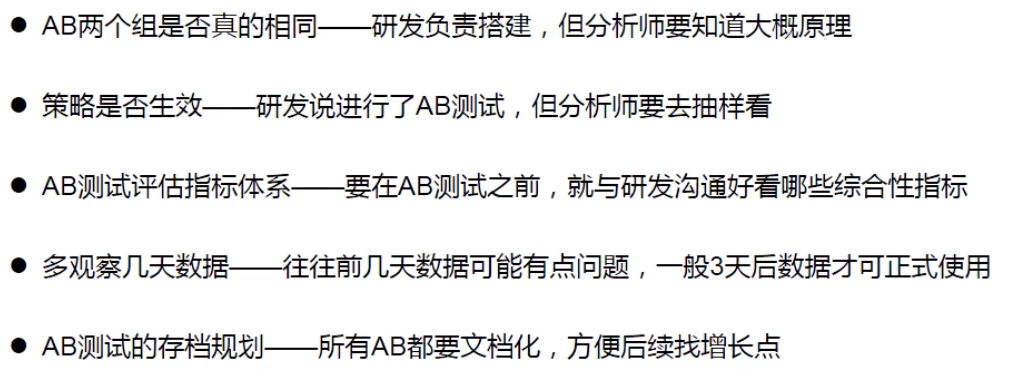 ● AB两个组是否真的相同——研发负责搭建，但分析师要知道大概原理
● 策略是否生效——研发说进行了AB测试，但分析师要去抽样看
● AB测试评估指标体系——要在AB测试之前，就与研发沟通好看哪些综合性指标
● 多观察几天数据——往往前几天数据可能有点问题，一般3天后数据才可正式使用
● AB测试的存档规划——所有AB都要文档化，方便后续找增长点